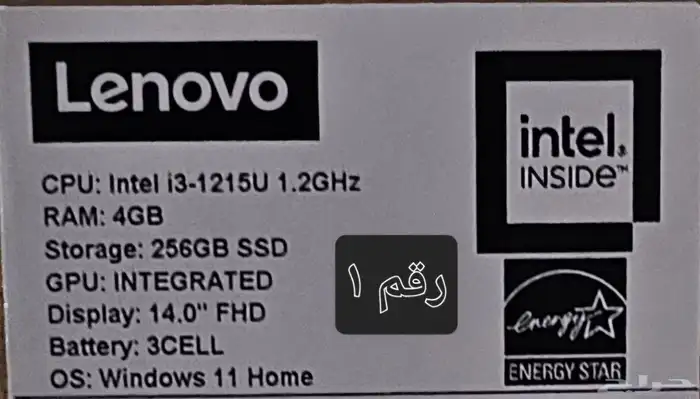 Lenovo
intel.
INSIDE™
CPU: Intel i3-1215U 1.2GHz
RAM: 4GB
Storage: 256GB SSD
GPU: INTEGRATED
Display: 14.0" FHD
Battery: 3CELL
OS: Windows 11 Home
رقم ١
energy
ENERGY STAR
حراج